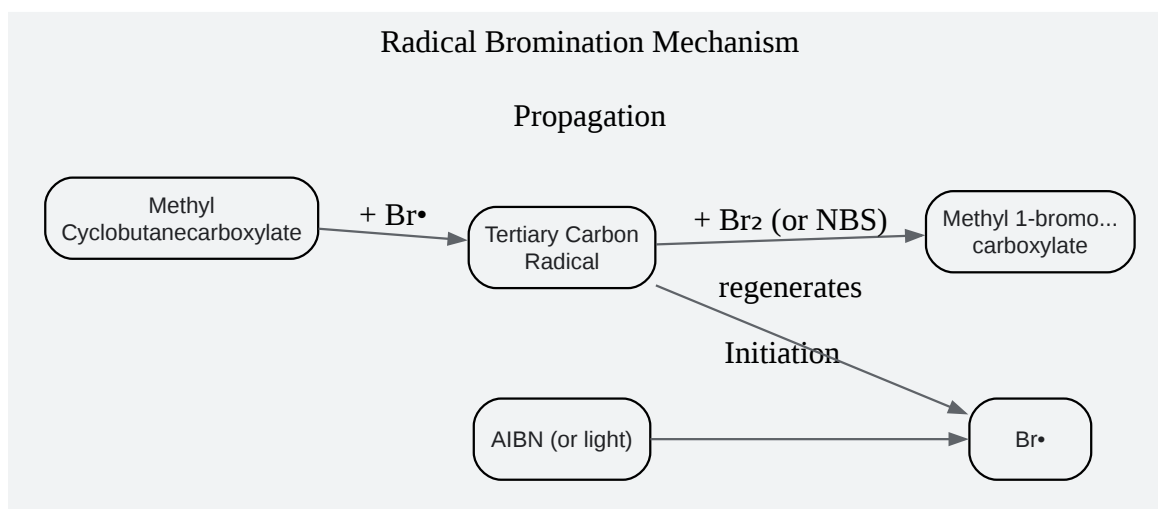 Radical Bromination Mechanism
Propagation
Methyl
Cyclobutanecarboxylate
+ Br•
Tertiary Carbon
Radical
+ Br₂ (or NBS)
Methyl 1-bromo...
carboxylate
regenerates
Initiation
AIBN (or light)
Br•